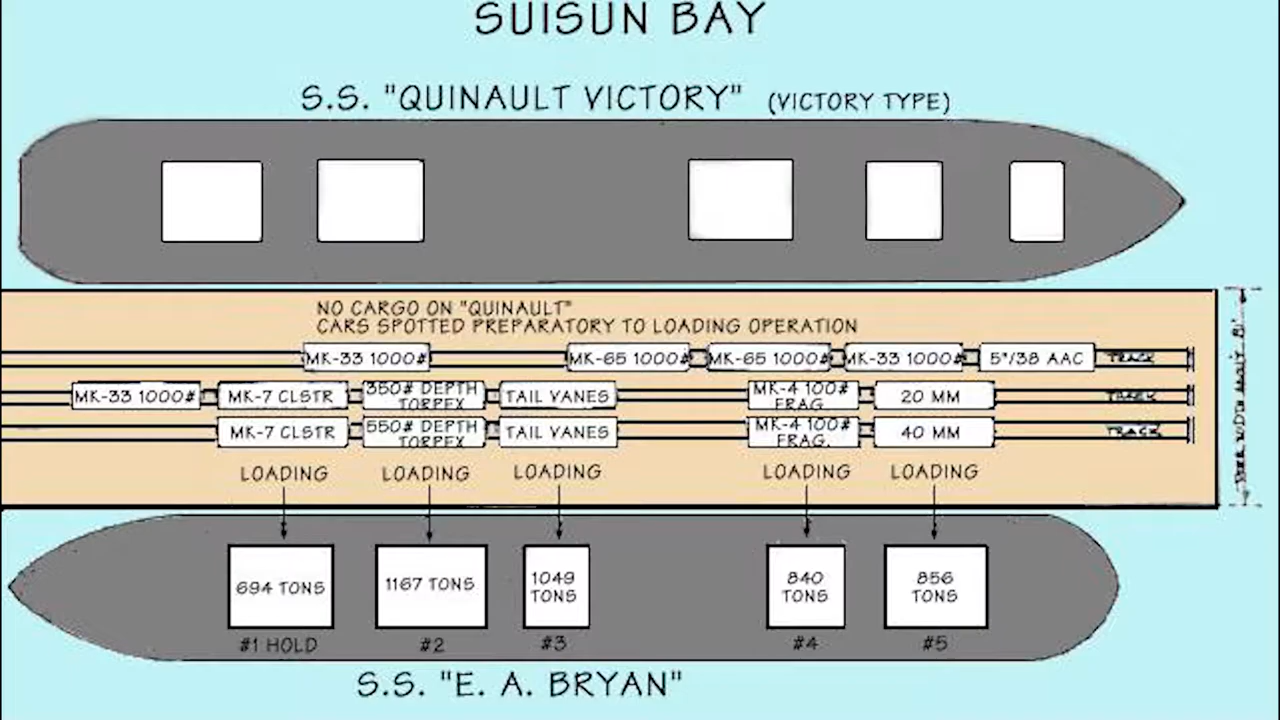 SUISUN BAY
S.S. "QUINAULT VICTORY" (VICTORY TYPE)
NO CARGO ON "QUINAULT"
CARS SPOTTED PREPARATORY TO LOADING OPERATION
MK-33 1000# MK-65 1000# MK-65 1000# MK-33 1000# 5"/38 AAC TRACK
MK-33 1000# MK-7 CLSTR 350# DEPTH TORPEX TAIL VANES MK-4 100# FRAG. 20 MM TRACK
MK-7 CLSTR 550# DEPTH TORPEX TAIL VANES MK-4 100# FRAG. 40 MM TRACK
LOADING LOADING LOADING LOADING LOADING
694 TONS 1167 TONS 1049 TONS 840 TONS 856 TONS
#1 HOLD #2 #3 #4 #5
S.S. "E. A. BRYAN"